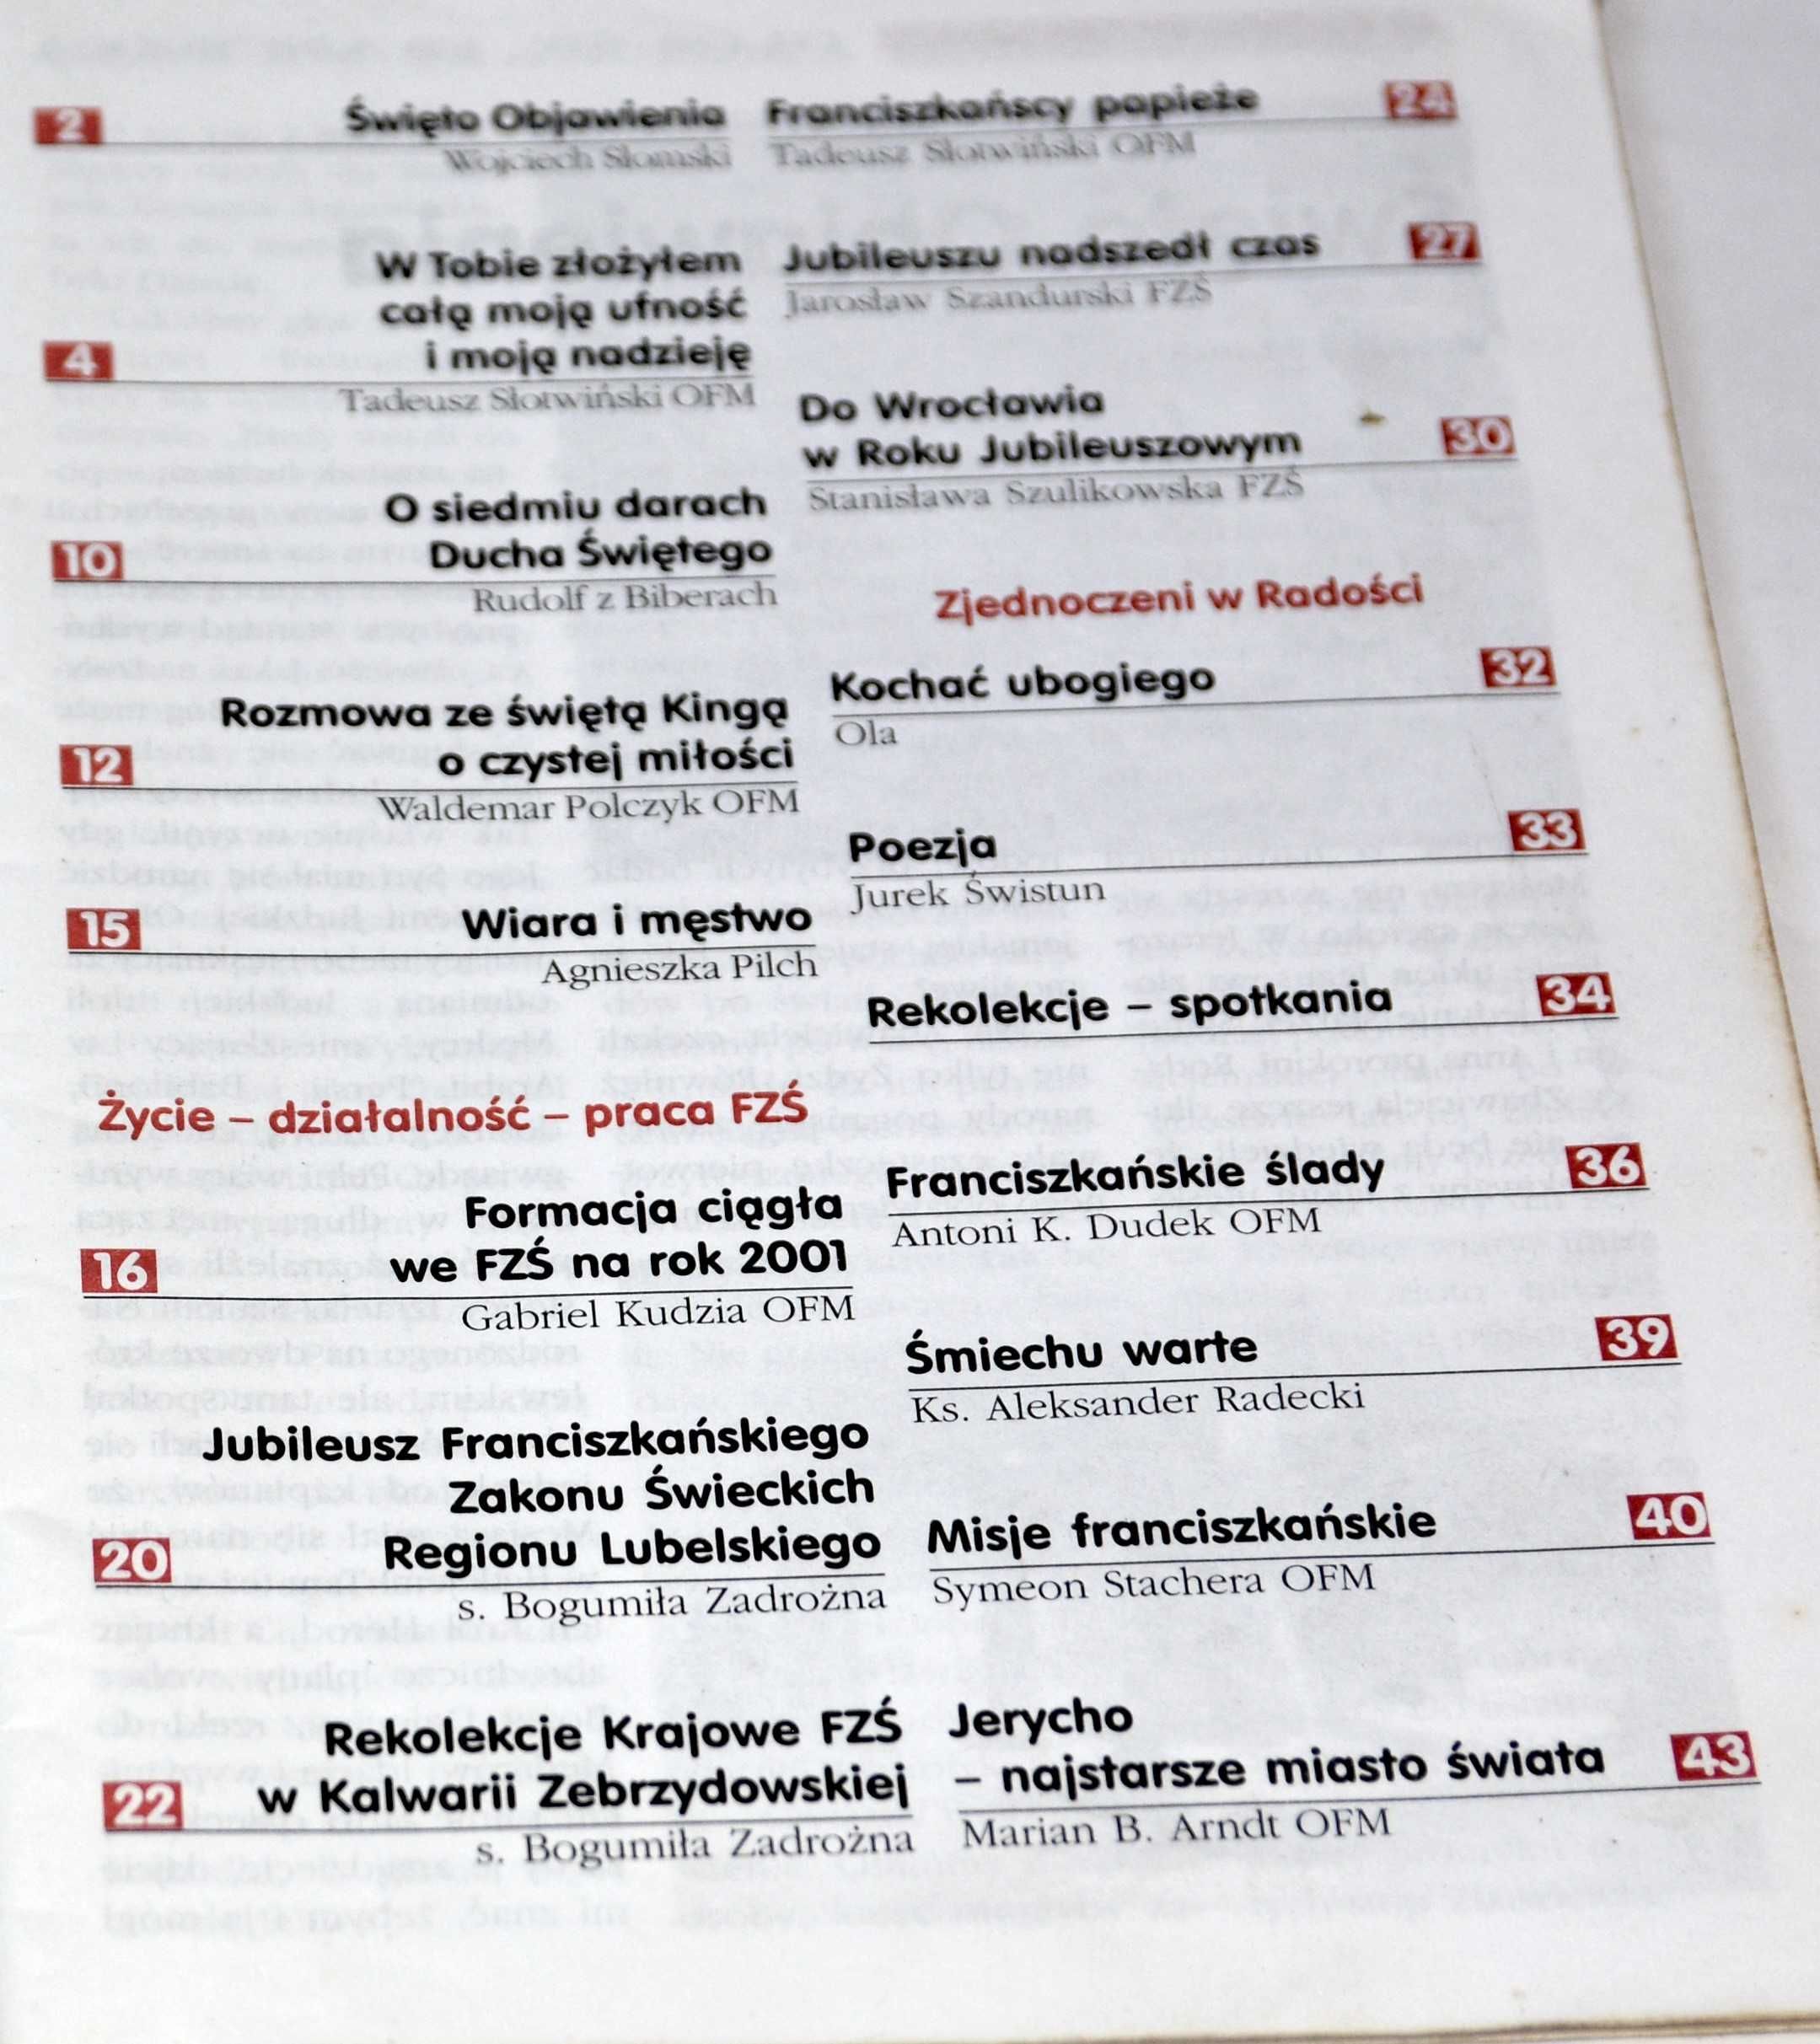 2 Święto Objawienia
Wojciech Słomski
W Tobie złożyłem
całą moją ufność
4 i moją nadzieję
Tadeusz Słotwiński OFM
O siedmiu darach
10 Ducha Świętego
Rudolf z Biberach
Rozmowa ze świętą Kingą
12 o czystej miłości
Waldemar Polczyk OFM
15 Wiara i męstwo
Agnieszka Pilch
Życie – działalność – praca FZŚ
Formacja ciągła
16 we FZŚ na rok 2001
Gabriel Kudzia OFM
Jubileusz Franciszkańskiego
Zakonu Świeckich
20 Regionu Lubelskiego
s. Bogumiła Zadrożna
Rekolekcje Krajowe FZŚ
22 w Kalwarii Zebrzydowskiej
s. Bogumiła Zadrożna
Franciszkańscy papieże 24
Tadeusz Słotwiński OFM
Jubileuszu nadszedł czas 27
Jarosław Szandurski FZŚ
Do Wrocławia
w Roku Jubileuszowym 30
Stanisława Szulikowska FZŚ
Zjednoczeni w Radości
Kochać ubogiego 32
Ola
Poezja 33
Jurek Świstun
Rekolekcje – spotkania 34
Franciszkańskie ślady 36
Antoni K. Dudek OFM
Śmiechu warte 39
Ks. Aleksander Radecki
Misje franciszkańskie 40
Symeon Stachera OFM
Jerycho
– najstarsze miasto świata 43
Marian B. Arndt OFM